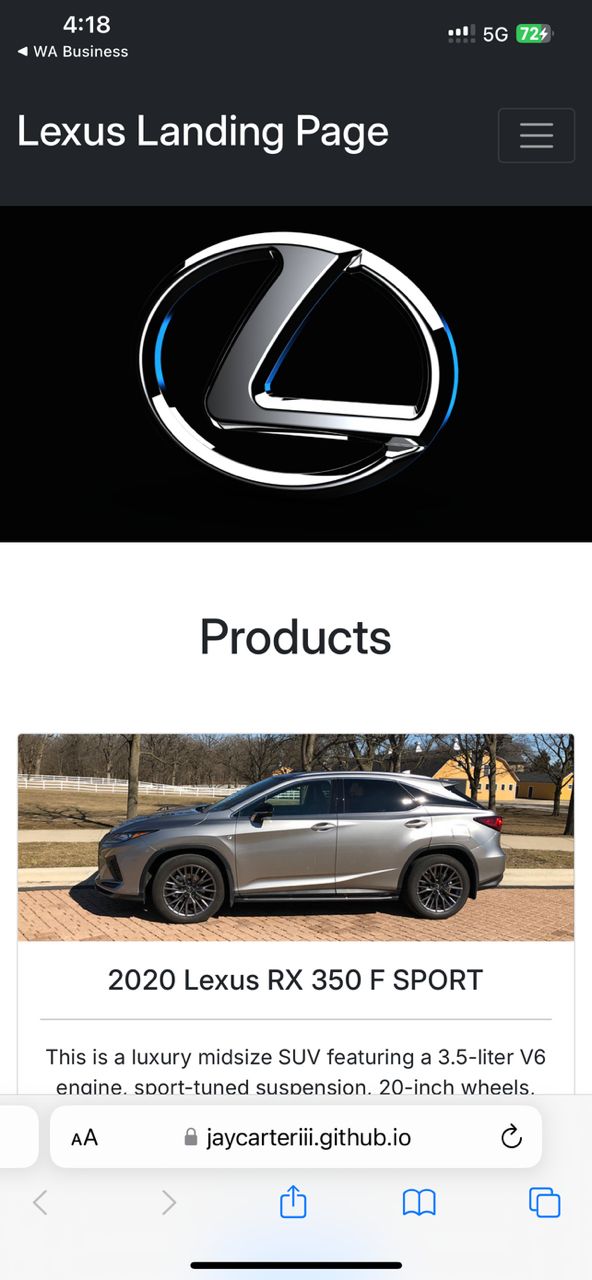 4:18
5G
72
◀ WA Business
Lexus Landing Page
Products
2020 Lexus RX 350 F SPORT
This is a luxury midsize SUV featuring a 3.5-liter V6
engine, sport-tuned suspension, 20-inch wheels,
AA
jaycarteriii.github.io